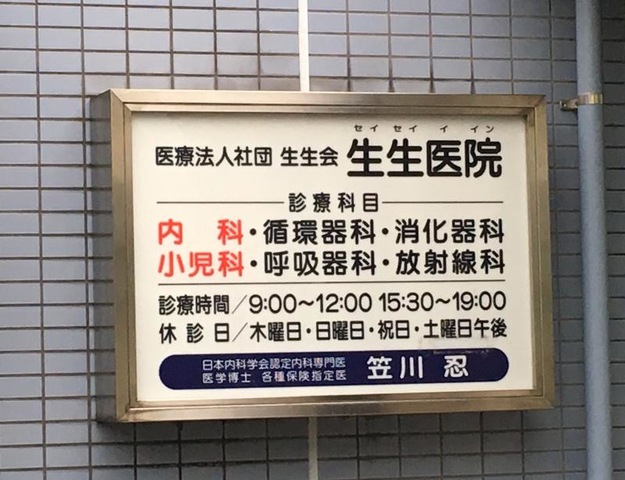 セイセイイイン
医療法人社団 生生会 生生医院
診療科目
内 科・循環器科・消化器科
小児科・呼吸器科・放射線科
診療時間/9:00〜12:00 15:30〜19:00
休診日/木曜日・日曜日・祝日・土曜日午後
日本内科学会認定内科専門医
医学博士 各種保険指定医 笠川 忍